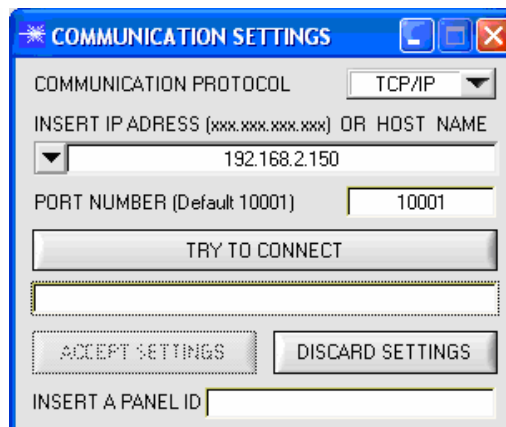 COMMUNICATION SETTINGS
COMMUNICATION PROTOCOL TCP/IP
INSERT IP ADRESS (xxx.xxx.xxx.xxx) OR HOST NAME
192.168.2.150
PORT NUMBER (Default 10001) 10001
TRY TO CONNECT
ACCEPT SETTINGS DISCARD SETTINGS
INSERT A PANEL ID